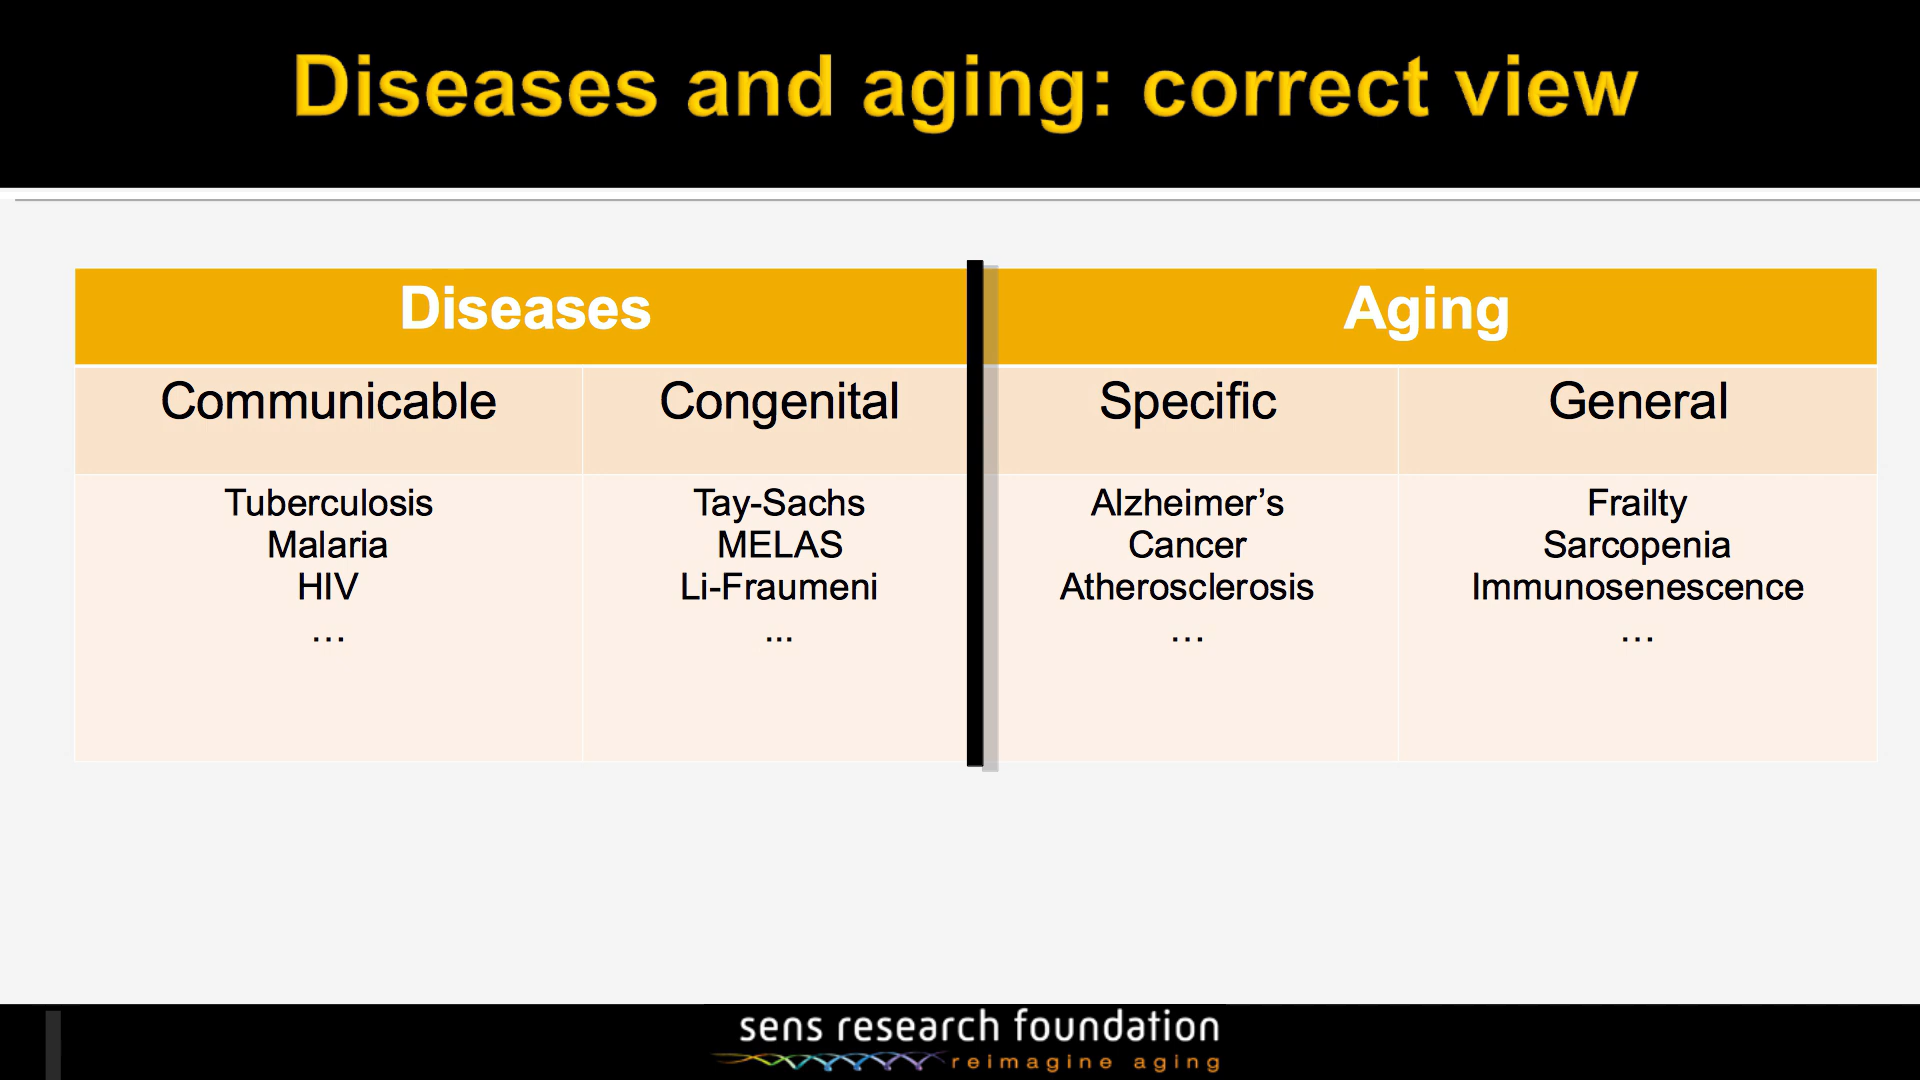 Diseases and aging: correct view
Diseases
Aging
Communicable
Congenital
Specific
General
Tuberculosis
Malaria
HIV
…
Tay-Sachs
MELAS
Li-Fraumeni
...
Alzheimer’s
Cancer
Atherosclerosis
…
Frailty
Sarcopenia
Immunosenescence
…
sens research foundation
reimagine aging